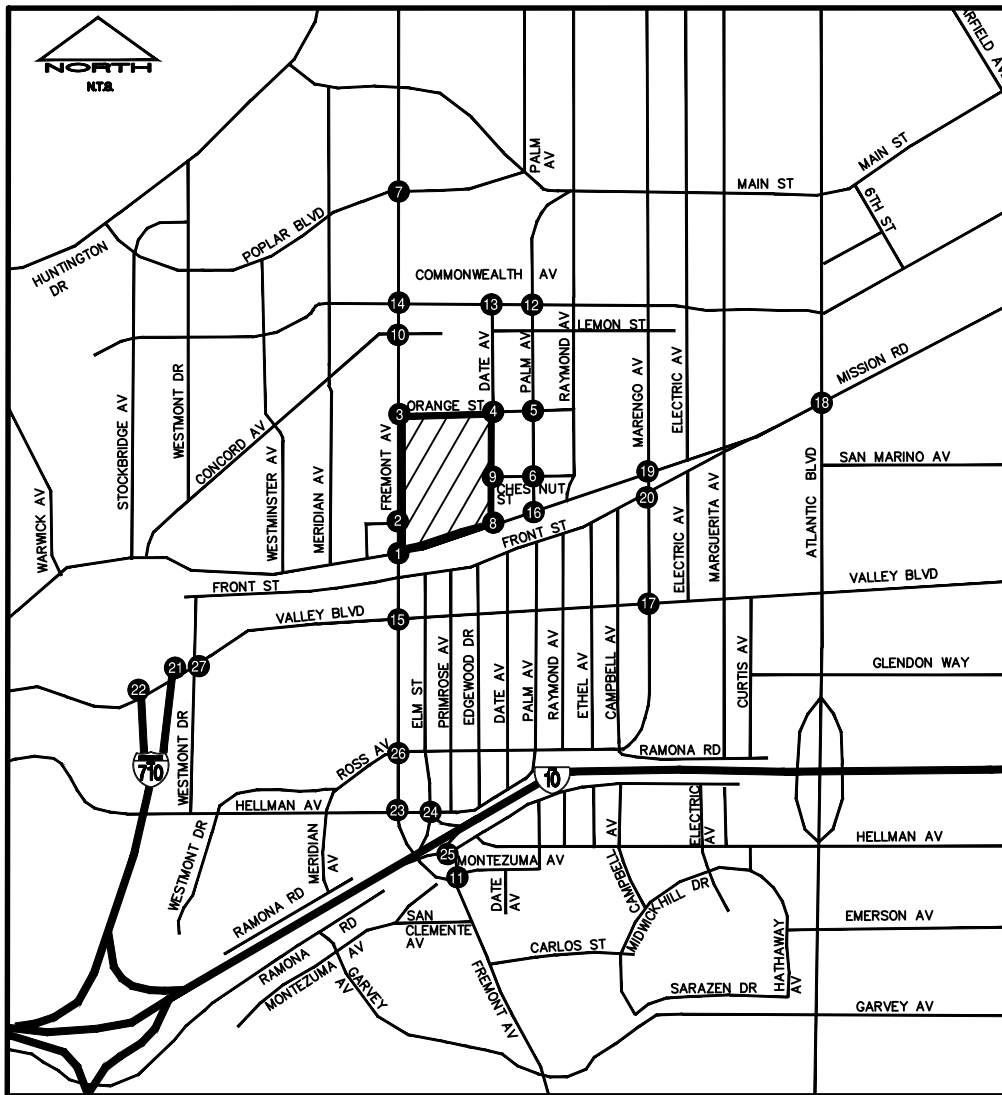 NORTH
N.T.S.
ARFIELD AV
PALM
AV
MAIN ST
MAIN ST
7
6TH ST
POPLAR BLVD
HUNTINGTON
DR
COMMONWEALTH AV
14
13
12
LEMON ST
10
DATE AV
PALM AV
RAYMOND AV
MARENGO AV
ELECTRIC AV
MISSION RD
STOCKBRIDGE AV
WESTMONT DR
CONCORD AV
18
3
ORANGE ST
4
5
WARWICK AV
WESTMINSTER AV
MERIDIAN AV
FREMONT AV
19
SAN MARINO AV
9
6
CHESTNUT
ST
20
ATLANTIC BLVD
2
8
16
FRONT ST
1
ELECTRIC AV
MARGUERITA AV
FRONT ST
VALLEY BLVD
17
VALLEY BLVD
15
21
27
22
ELM ST
PRIMROSE AV
EDGEWOOD DR
DATE AV
PALM AV
RAYMOND AV
ETHEL AV
CAMPBELL AV
CURTIS AV
GLENDON WAY
WESTMONT DR
ROSS AV
26
RAMONA RD
710
10
HELLMAN AV
23
24
ELECTRIC
AV
HELLMAN AV
WESTMONT DR
MERIDIAN
AV
25
MONTEZUMA AV
11
CAMPBELL AV
DATE
AV
MIDWICKHILL DR
RAMONA RD
SAN
CLEMENTE
AV
EMERSON AV
RAMONA RD
MONTEZUMA AV
CARLOS ST
HATHAWAY
AV
GARVEY
AV
FREMONT AV
SARAZEN DR
GARVEY AV